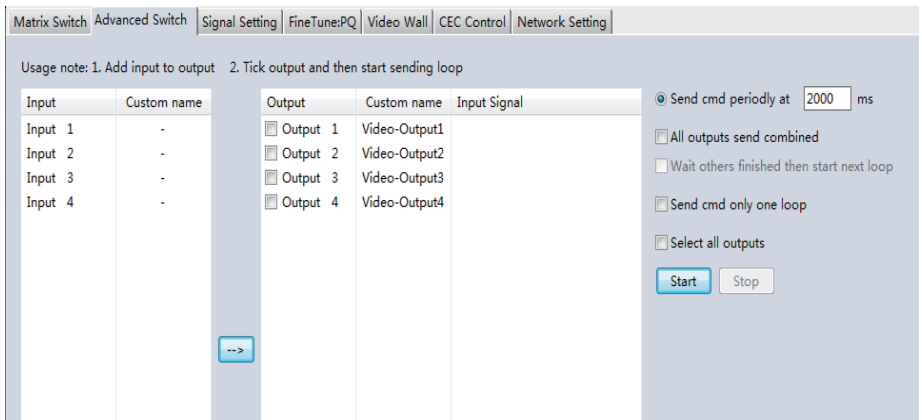 Matrix Switch Advanced Switch Signal Setting FineTune:PQ Video Wall CEC Control Network Setting
Usage note: 1. Add input to output 2. Tick output and then start sending loop
Input Custom name Output Custom name Input Signal
Input 1 - Output 1 Video-Output1
Input 2 - Output 2 Video-Output2
Input 3 - Output 3 Video-Output3
Input 4 - Output 4 Video-Output4
-->
Send cmd periodly at 2000 ms
All outputs send combined
Wait others finished then start next loop
Send cmd only one loop
Select all outputs
Start Stop